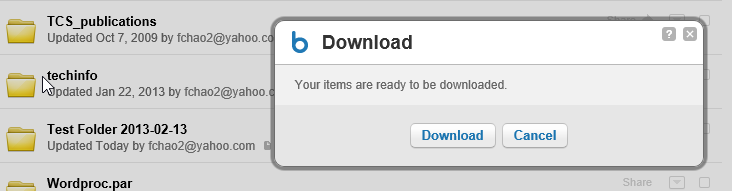 TCS_publications
Updated Oct 7, 2009 by fchao2@yahoo.c
Share
b Download
?
Your items are ready to be downloaded.
techinfo
Updated Jan 22, 2013 by fchao2@yahoo.
Test Folder 2013-02-13
Updated Today by fchao2@yahoo.com
Download Cancel
Wordproc.par
Share